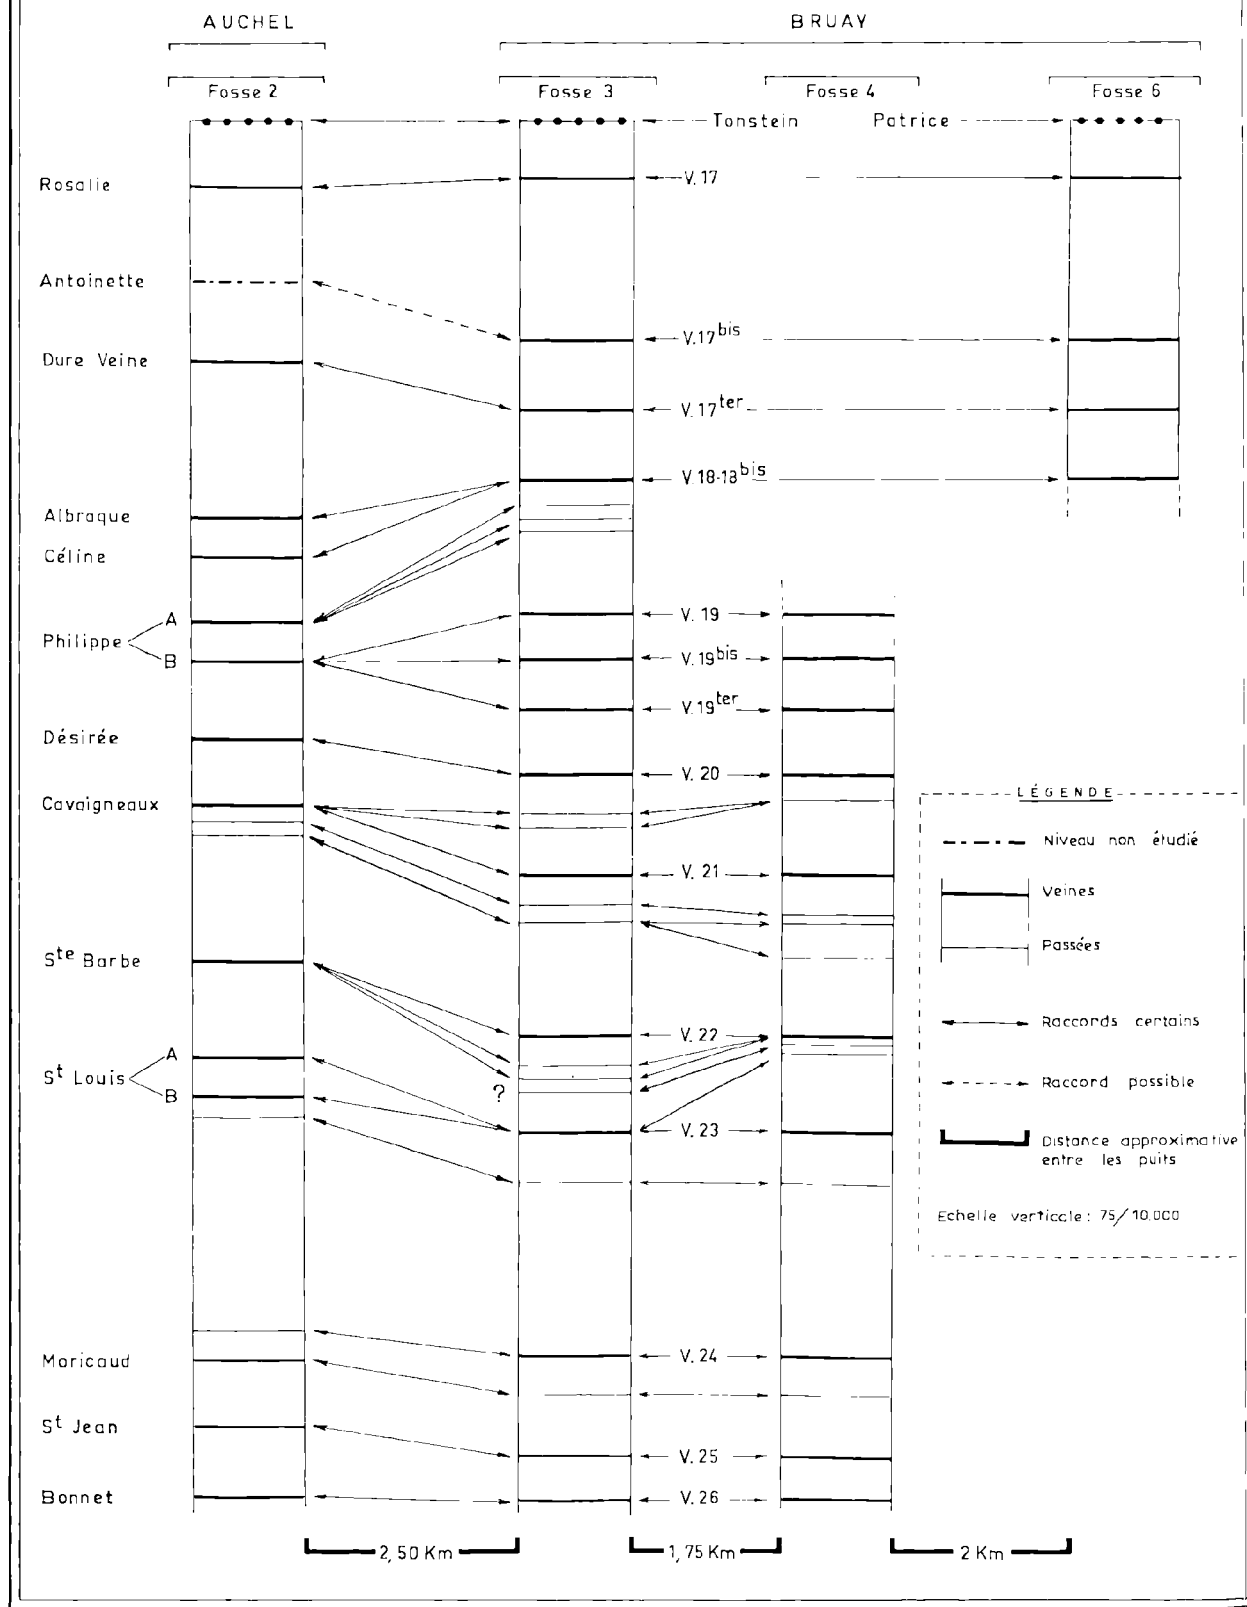 AUCHEL
BRUAY
Fosse 2
Fosse 3
Fosse 4
Fosse 6
Tonstein Patrice
Rosalie
V.17
Antoinette
V.17bis
Dure Veine
V.17ter
V.18-18bis
Albraque
Céline
A
Philippe
B
V. 19
V. 19bis
V. 19ter
Désirée
V. 20
Cavaigneaux
V. 21
Ste Barbe
V. 22
A
St Louis
B
?
V. 23
Maricaud
V. 24
St Jean
V. 25
Bonnet
V. 26
2,50 Km
1,75 Km
2 Km
LÉGENDE
Niveau non étudié
Veines
Passées
Raccords certains
Raccord possible
Distance approximative
entre les puits
Echelle verticale: 75/10.000